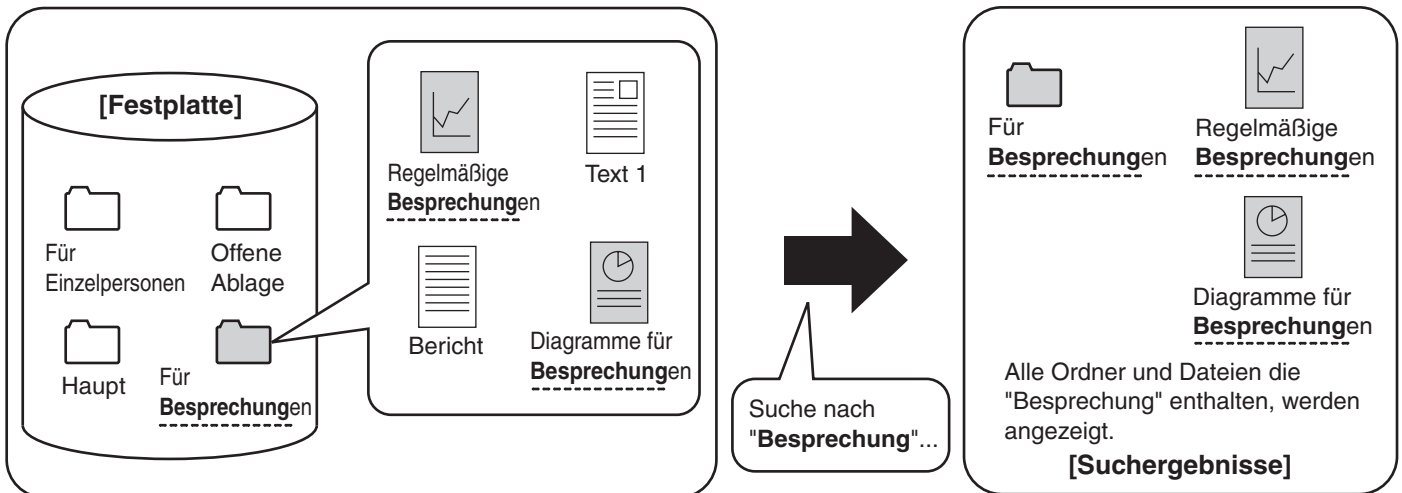 [Festplatte]
Für
Einzelpersonen
Offene
Ablage
Haupt
Für
Besprechungen
Regelmäßige
Besprechungen
Text 1
Bericht
Diagramme für
Besprechungen
Suche nach
"Besprechung"...
Für
Besprechungen
Regelmäßige
Besprechungen
Diagramme für
Besprechungen
Alle Ordner und Dateien die
"Besprechung" enthalten, werden
angezeigt.
[Suchergebnisse]